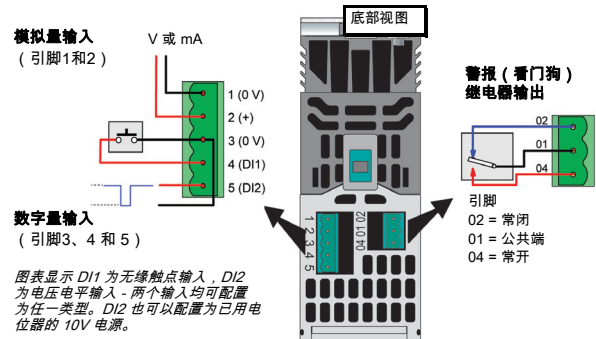 底部视图
模拟量输入
（引脚1和2）
V 或 mA
1 (0 V)
2 (+)
3 (0 V)
4 (DI1)
5 (DI2)
数字量输入
（引脚3、4 和 5）
图表显示 DI1 为无缘触点输入，DI2
为电压电平输入 - 两个输入均可配置
为任一类型。DI2 也可以配置为已用电
位器的 10V 电源。
1 2 3 4 5
04 01 02
警报（看门狗）
继电器输出
02
01
04
引脚
02 = 常闭
01 = 公共端
04 = 常开